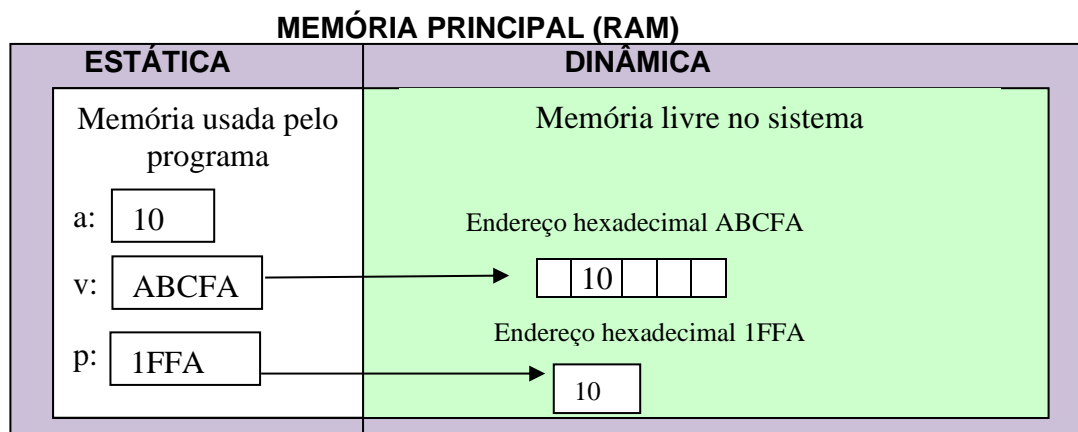 MEMÓRIA PRINCIPAL (RAM)
ESTÁTICA
DINÂMICA
Memória usada pelo
programa
Memória livre no sistema
a: 10
Endereço hexadecimal ABCFA
v: ABCFA
10
Endereço hexadecimal 1FFA
p: 1FFA
10